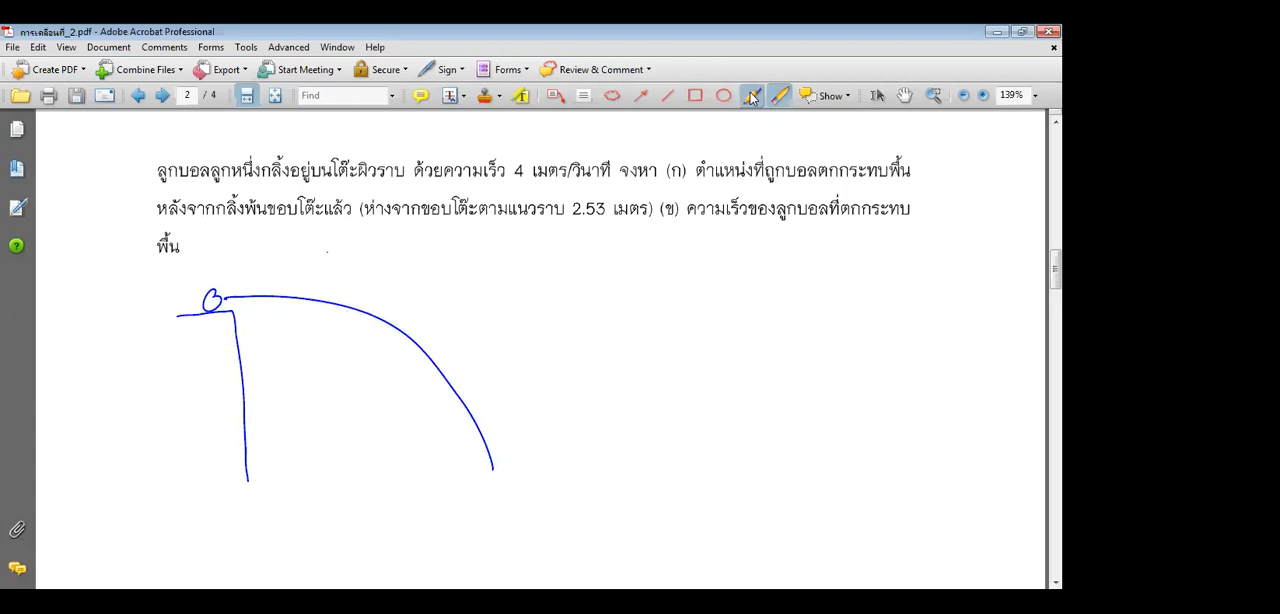 การเคลื่อนที่_2.pdf - Adobe Acrobat Professional
File Edit View Document Comments Forms Tools Advanced Window Help
Create PDF Combine Files Export Start Meeting Secure Sign Forms Review & Comment
2 / 4 Find Show 139%
ลูกบอลลูกหนึ่งกลิ้งอยู่บนโต๊ะผิวราบ ด้วยความเร็ว 4 เมตร/วินาที จงหา (ก) ตำแหน่งที่ถูกบอลตกกระทบพื้น
หลังจากกลิ้งพ้นขอบโต๊ะแล้ว (ห่างจากขอบโต๊ะตามแนวราบ 2.53 เมตร) (ข) ความเร็วของลูกบอลที่ตกกระทบ
พื้น